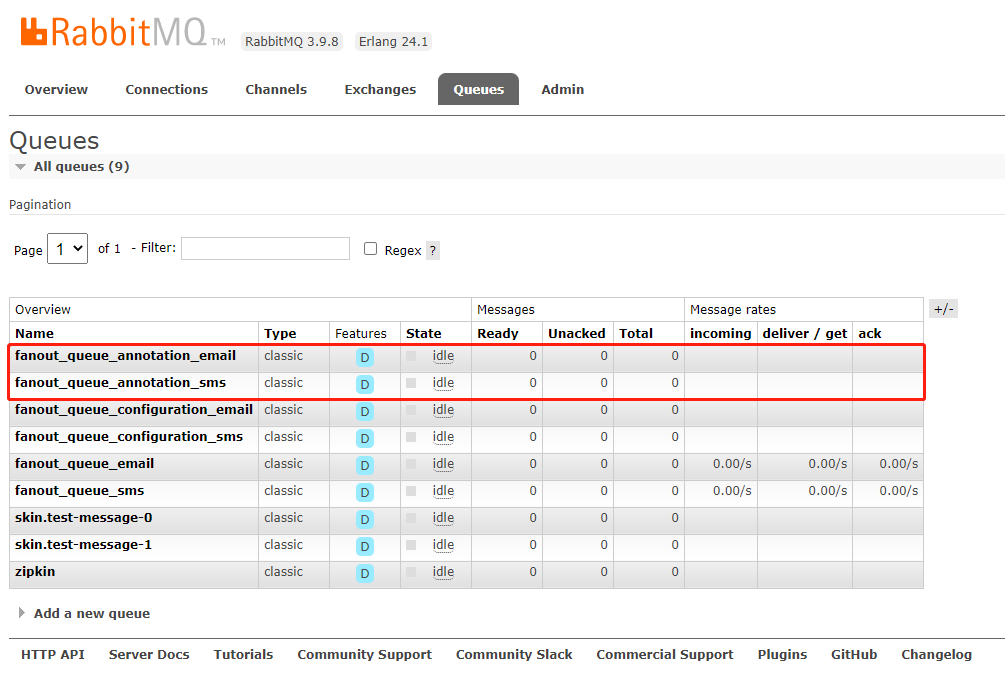 RabbitMQ TM RabbitMQ 3.9.8 Erlang 24.1
Overview Connections Channels Exchanges Queues Admin
Queues
All queues (9)
Pagination
Page 1 of 1 - Filter: Regex ?
Overview Messages Message rates +/-
Name Type Features State Ready Unacked Total incoming deliver / get ack
fanout_queue_annotation_email classic D idle 0 0 0
fanout_queue_annotation_sms classic D idle 0 0 0
fanout_queue_configuration_email classic D idle 0 0 0
fanout_queue_configuration_sms classic D idle 0 0 0
fanout_queue_email classic D idle 0 0 0 0.00/s 0.00/s 0.00/s
fanout_queue_sms classic D idle 0 0 0 0.00/s 0.00/s 0.00/s
skin.test-message-0 classic D idle 0 0 0
skin.test-message-1 classic D idle 0 0 0
zipkin classic D idle 0 0 0
Add a new queue
HTTP API Server Docs Tutorials Community Support Community Slack Commercial Support Plugins GitHub Changelog